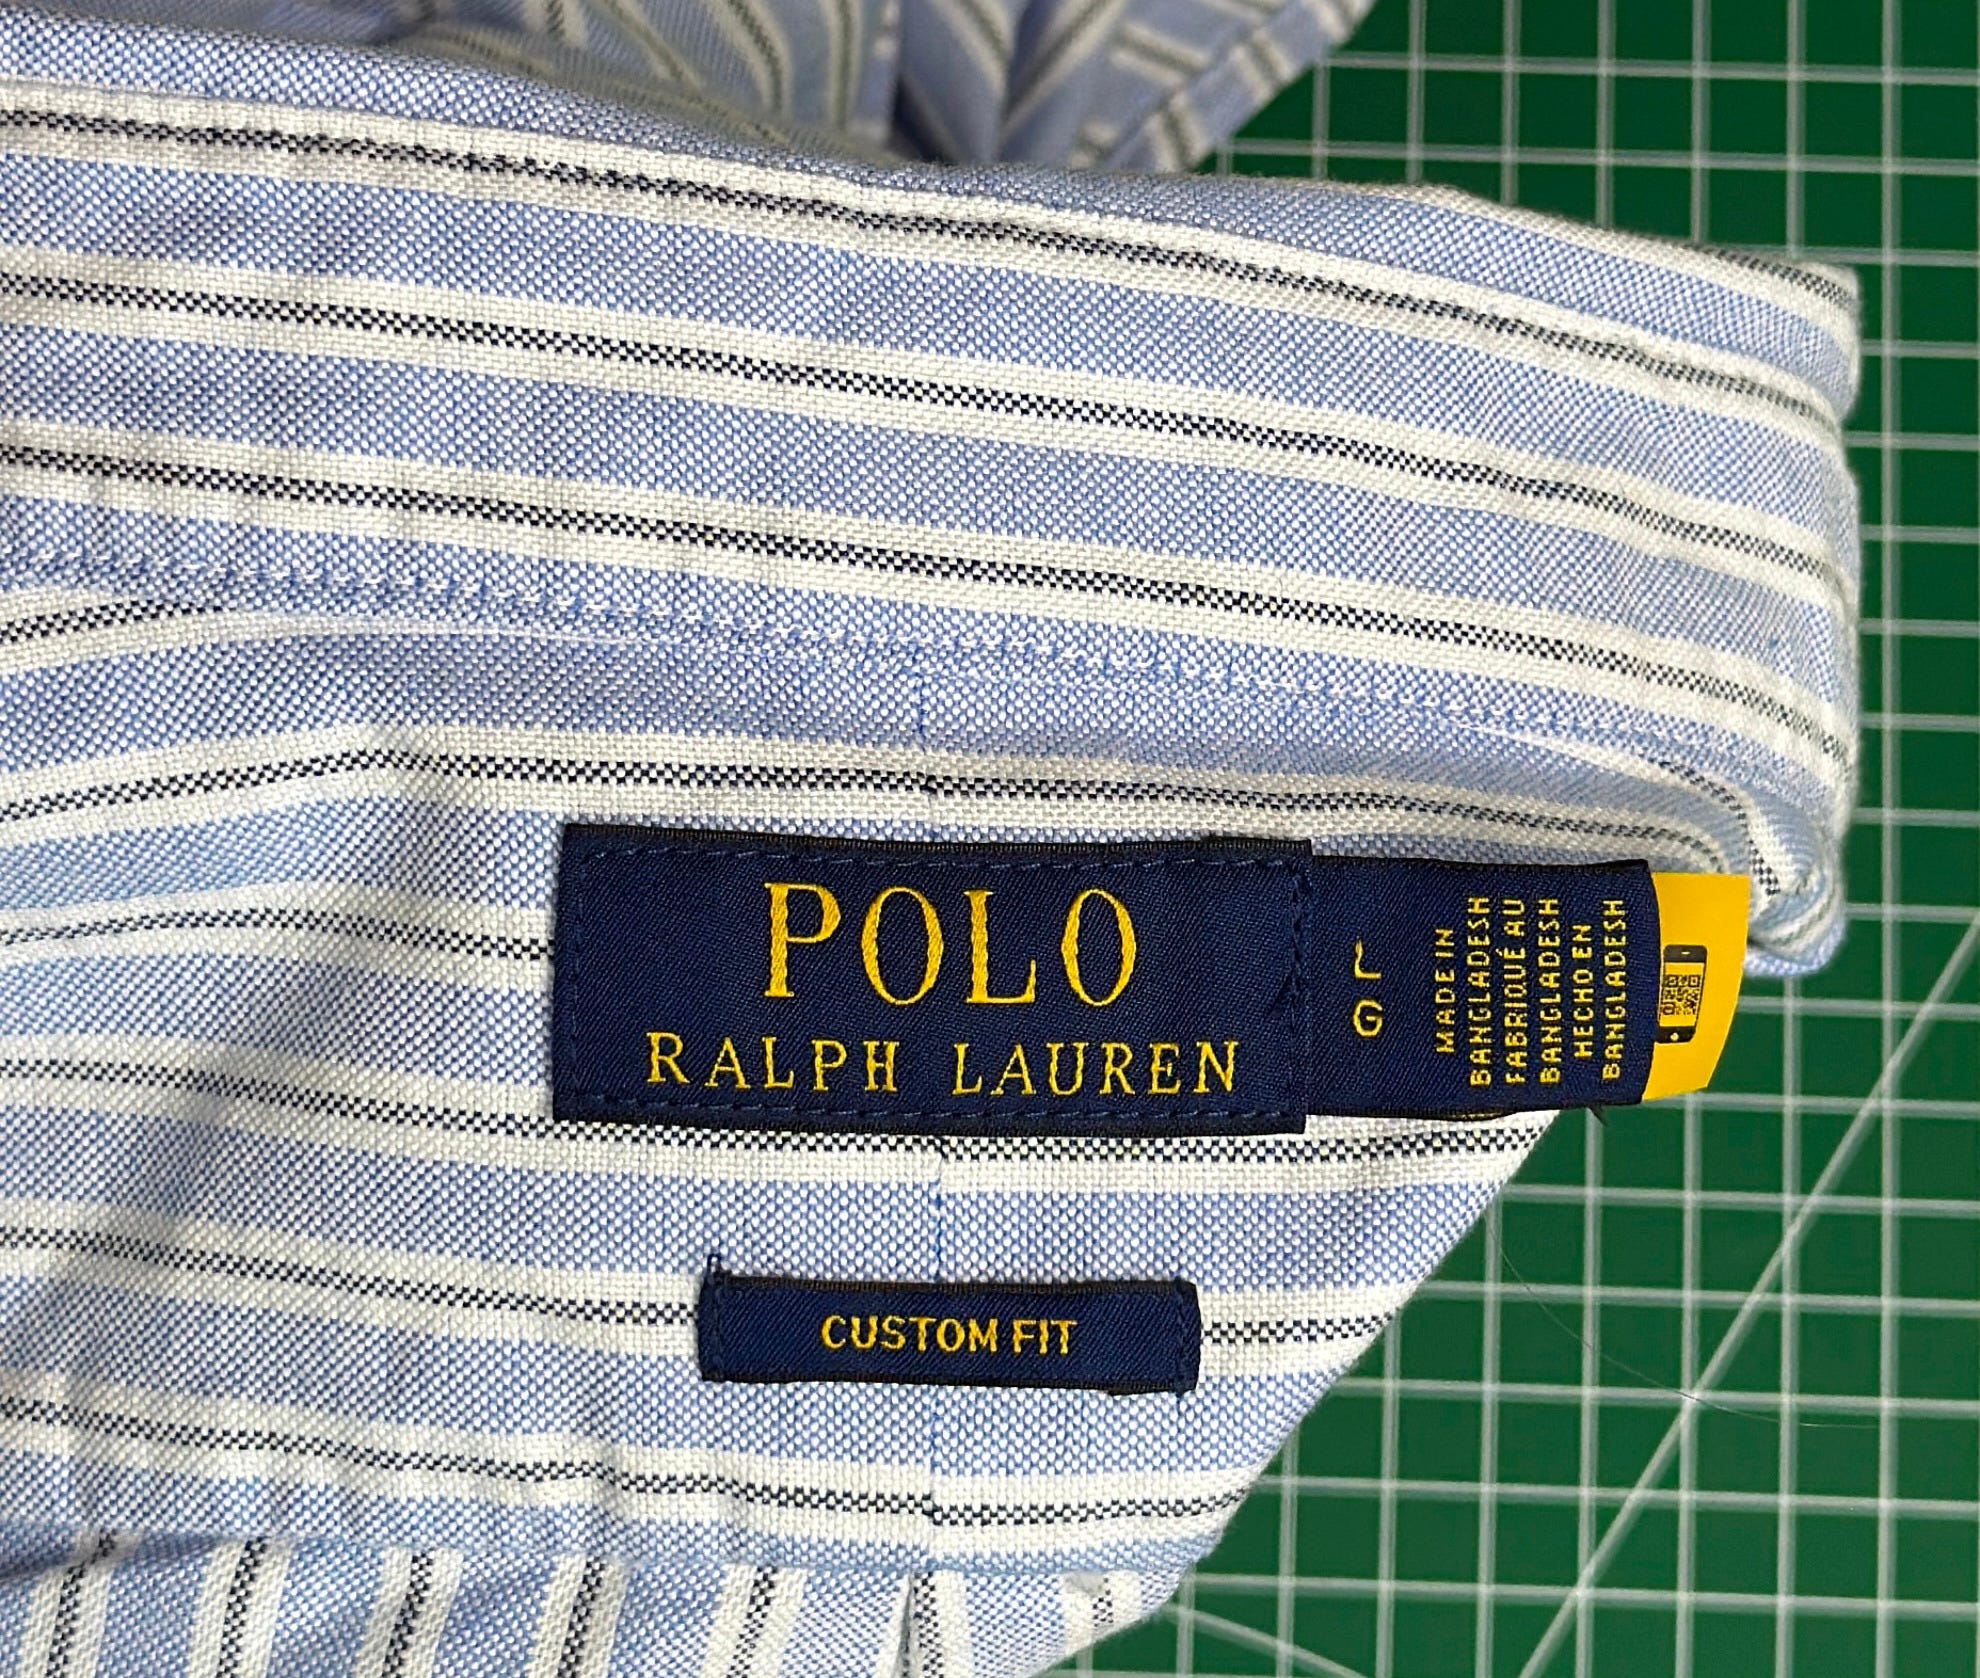 POLO
RALPH LAUREN
L
G
MADE IN
BANGLADESH
FABRIQUÉ AU
BANGLADESH
HECHO EN
BANGLADESH
CUSTOM FIT